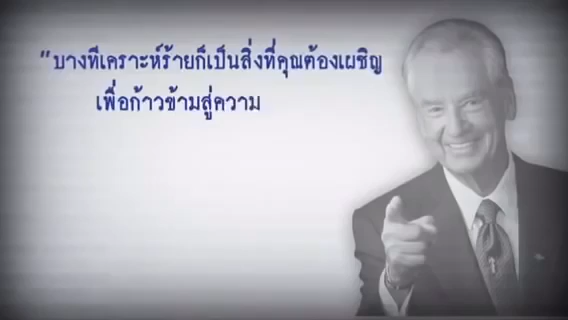 "บางทีเคราะห์ร้ายก็เป็นสิ่งที่คุณต้องเผชิญ
เพื่อก้าวข้ามสู่ความ